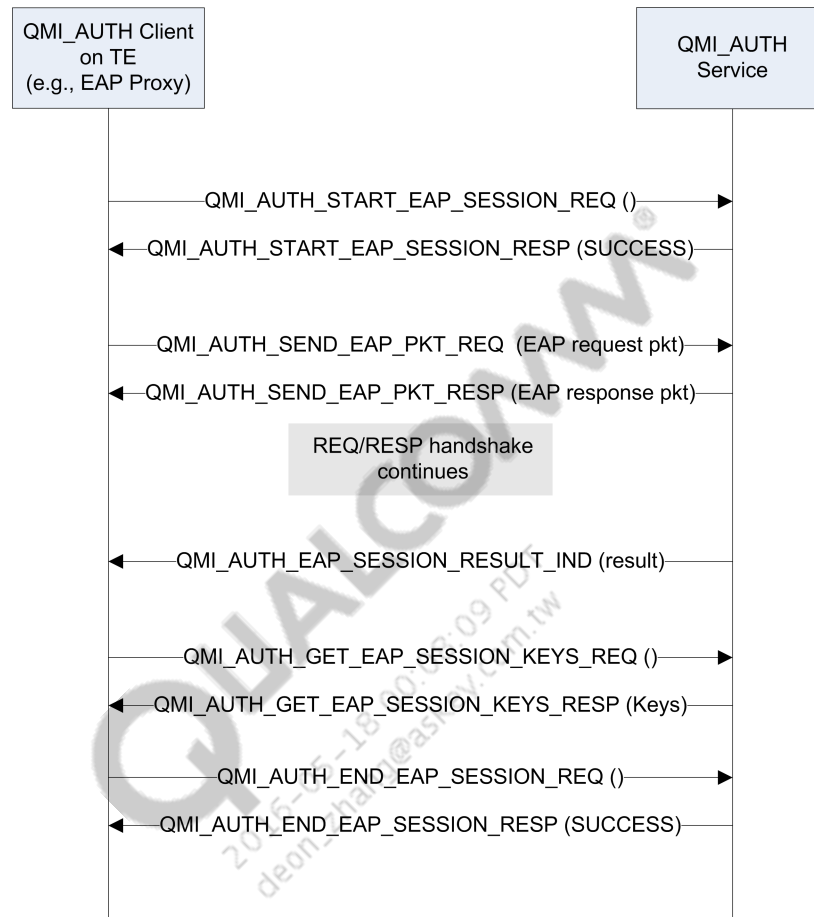 QMI_AUTH Client
on TE
(e.g., EAP Proxy)
QMI_AUTH
Service
QMI_AUTH_START_EAP_SESSION_REQ ()
QMI_AUTH_START_EAP_SESSION_RESP (SUCCESS)
QMI_AUTH_SEND_EAP_PKT_REQ (EAP request pkt)
QMI_AUTH_SEND_EAP_PKT_RESP (EAP response pkt)
REQ/RESP handshake
continues
QMI_AUTH_EAP_SESSION_RESULT_IND (result)
QMI_AUTH_GET_EAP_SESSION_KEYS_REQ ()
QMI_AUTH_GET_EAP_SESSION_KEYS_RESP (Keys)
QMI_AUTH_END_EAP_SESSION_REQ ()
QMI_AUTH_END_EAP_SESSION_RESP (SUCCESS)
QUALCOMM®